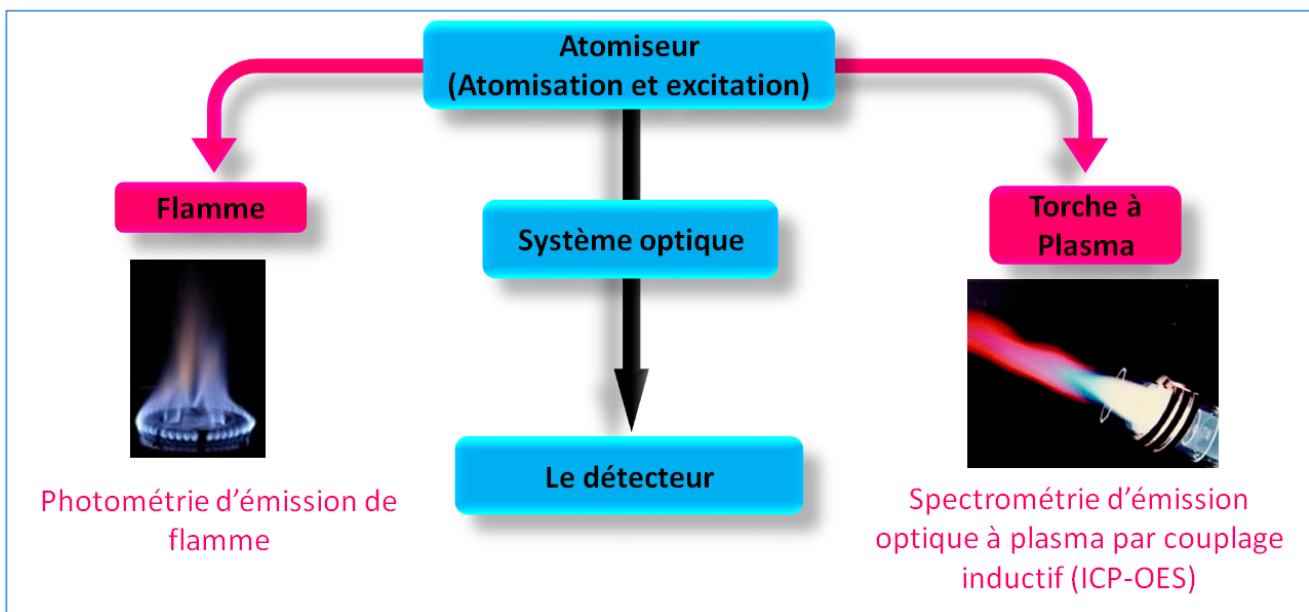 Atomiseur
(Atomisation et excitation)
Flamme
Système optique
Torche à
Plasma
Le détecteur
Photométrie d’émission de
flamme
Spectrométrie d’émission
optique à plasma par couplage
inductif (ICP-OES)